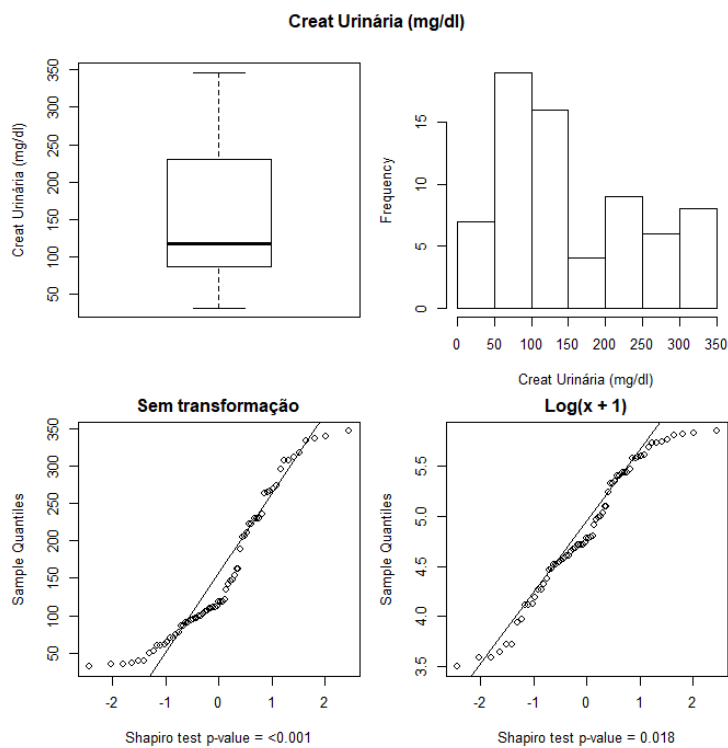 Creat Urinária (mg/dl)
Creat Urinária (mg/dl)
50
100
150
200
250
300
350
Frequency
0
5
10
15
0 50 100 150 200 250 300 350
Creat Urinária (mg/dl)
Sem transformação
Sample Quantiles
50
100
150
200
250
300
350
-2 -1 0 1 2
Shapiro test p-value = <0.001
Log(x + 1)
Sample Quantiles
3.5
4.0
4.5
5.0
5.5
-2 -1 0 1 2
Shapiro test p-value = 0.018